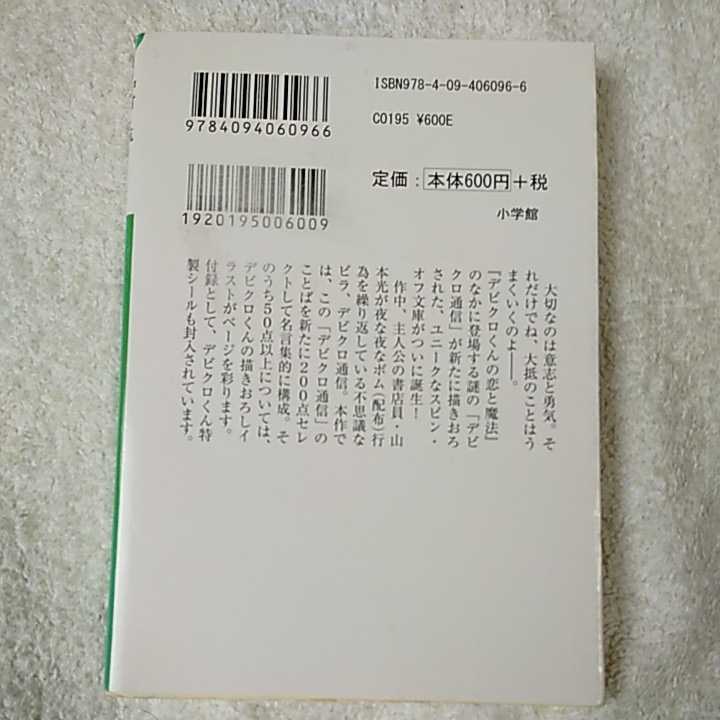 ISBN978-4-09-406096-6
9784094060966
C0195 ¥600E
1920195006009
定価：本体600円＋税
小学館
大切なのは意志と勇気。そ
れだけでね、大抵のことはう
まくいくのよ――。
『デビクロくんの恋と魔法』
のなかに登場する謎の「デビ
クロ通信」が新たに描きおろ
された、ユニークなスピン・
オフ文庫がついに誕生！
作中、主人公の書店員・山
本光が夜な夜なボム（配布）行
為を繰り返している不思議な
ビラ、デビクロ通信。本作で
は、この「デビクロ通信」の
ことばを新たに２００点セレ
クトして名言集的に構成。そ
のうち50点以上については、
デビクロくんの描きおろしイ
ラストがページを彩ります。
付録として、デビクロくん特
製シールも封入されています。